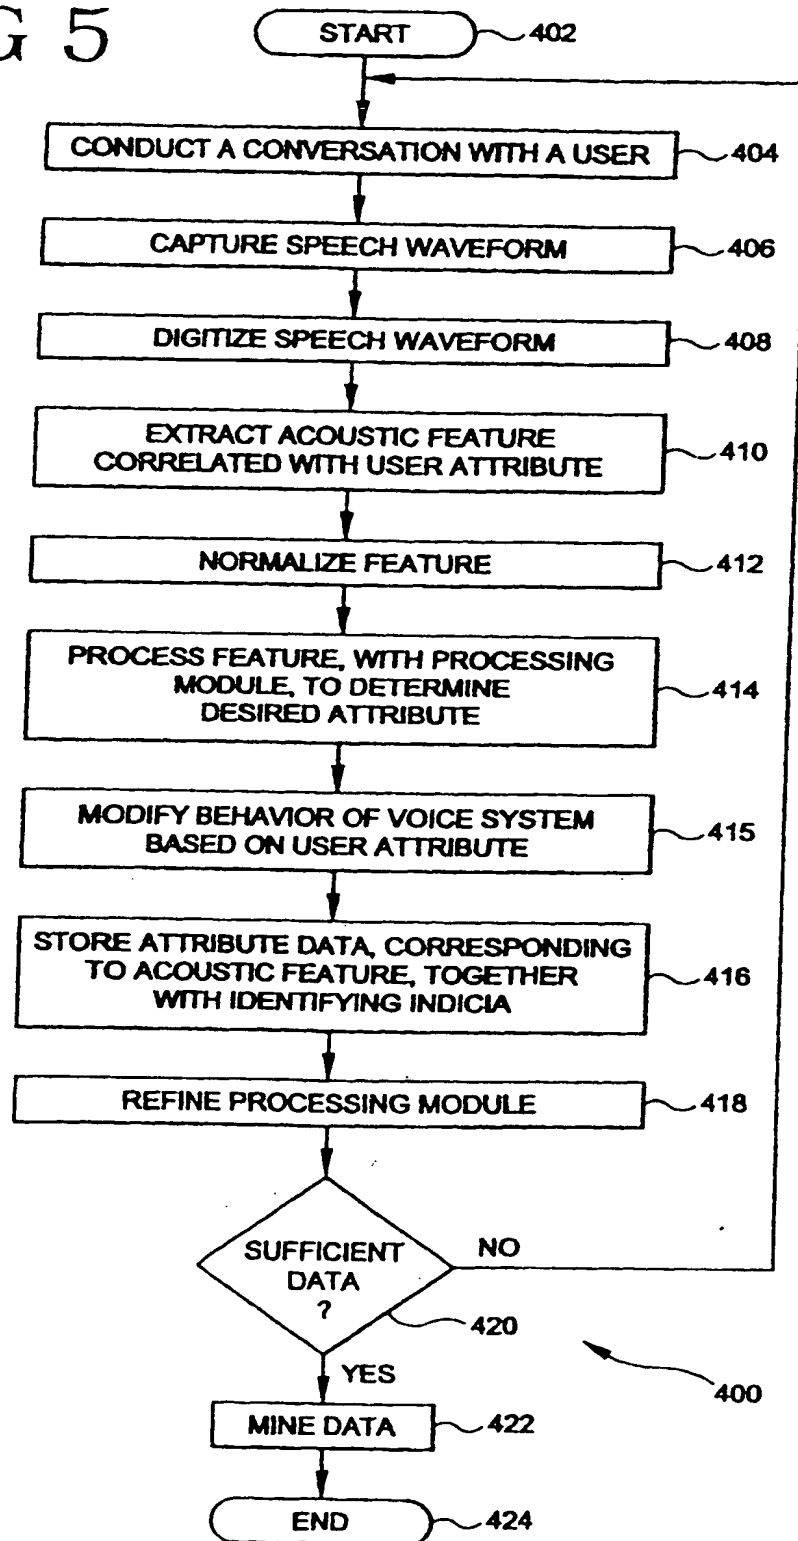 G 5
START
402
CONDUCT A CONVERSATION WITH A USER
404
CAPTURE SPEECH WAVEFORM
406
DIGITIZE SPEECH WAVEFORM
408
EXTRACT ACOUSTIC FEATURE
CORRELATED WITH USER ATTRIBUTE
410
NORMALIZE FEATURE
412
PROCESS FEATURE, WITH PROCESSING
MODULE, TO DETERMINE
DESIRED ATTRIBUTE
414
MODIFY BEHAVIOR OF VOICE SYSTEM
BASED ON USER ATTRIBUTE
415
STORE ATTRIBUTE DATA, CORRESPONDING
TO ACOUSTIC FEATURE, TOGETHER
WITH IDENTIFYING INDICIA
416
REFINE PROCESSING MODULE
418
SUFFICIENT
DATA
?
NO
420
YES
400
MINE DATA
422
END
424